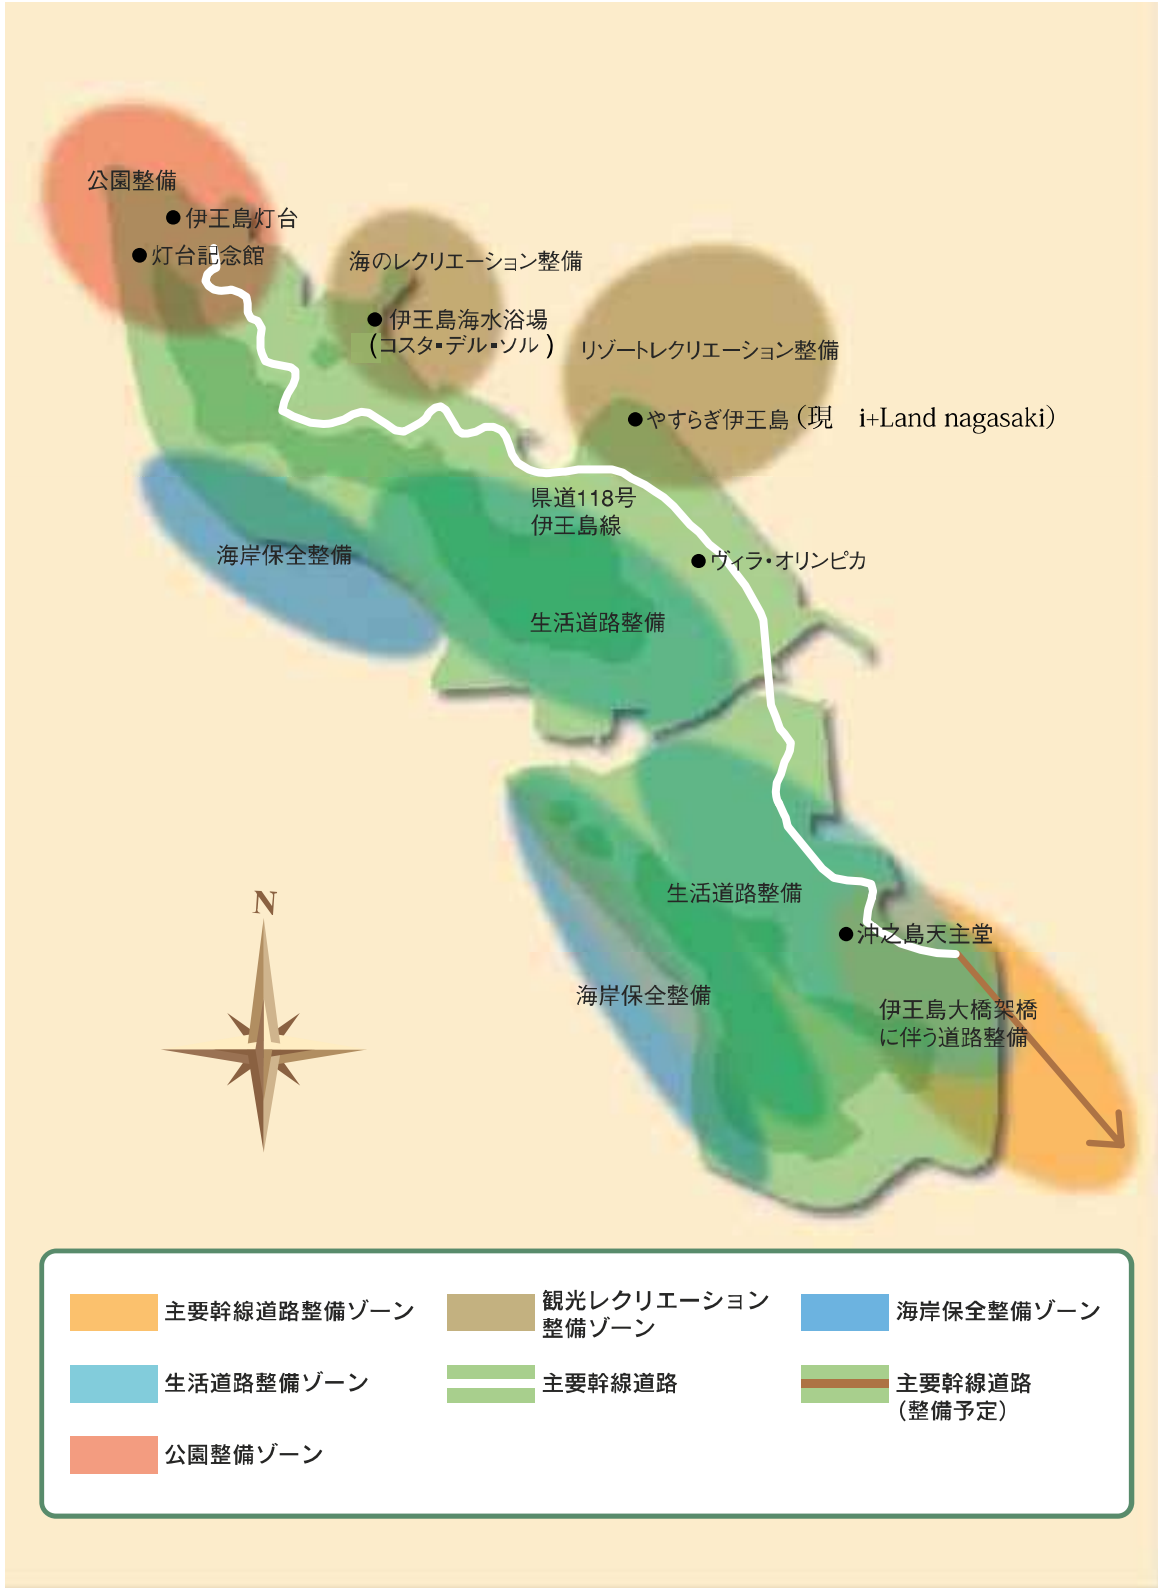 公園整備
伊王島灯台
灯台記念館
海のレクリエーション整備
伊王島海水浴場
(コスタ・デル・ソル)
リゾートレクリエーション整備
やすらぎ伊王島(現 i+Land nagasaki)
県道118号
伊王島線
海岸保全整備
ヴィラ・オリンピカ
生活道路整備
生活道路整備
N
沖之島天主堂
海岸保全整備
伊王島大橋架橋
に伴う道路整備
主要幹線道路整備ゾーン
観光レクリエーション
整備ゾーン
海岸保全整備ゾーン
生活道路整備ゾーン
主要幹線道路
主要幹線道路
(整備予定)
公園整備ゾーン